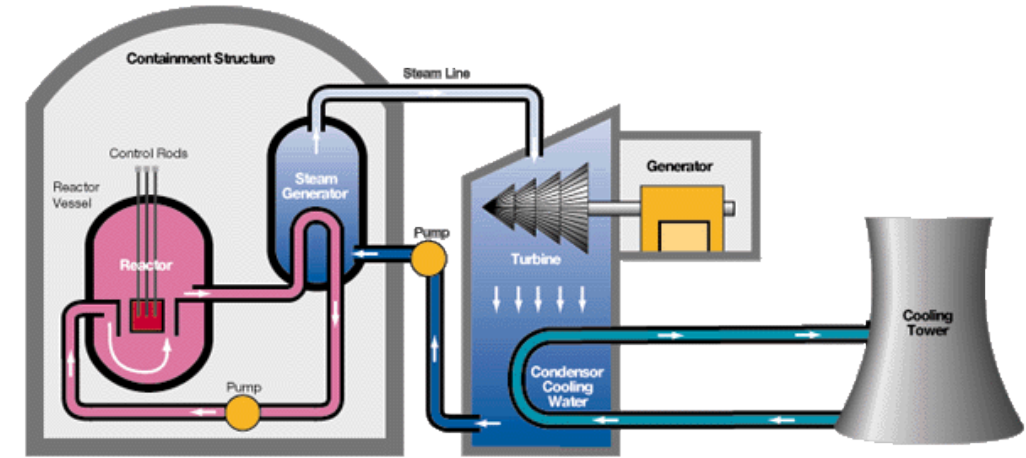 Containment Structure
Steam Line
Control Rods
Reactor
Vessel
Steam
Generator
Generator
Pump
Reactor
Turbine
Cooling
Tower
Condensor
Cooling
Water
Pump